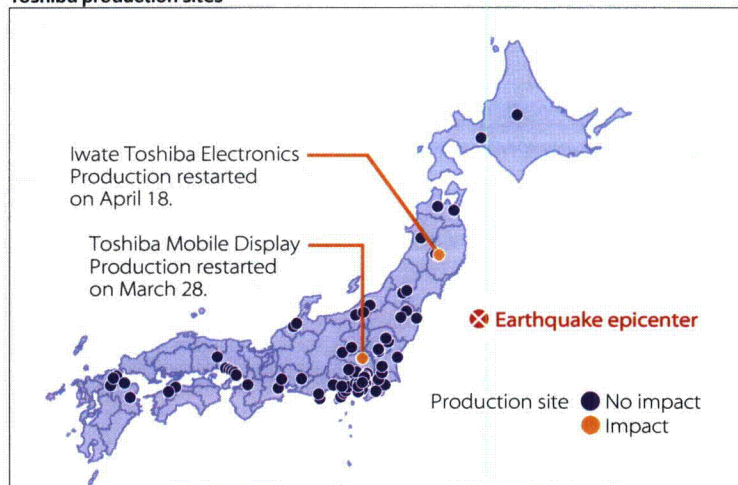 Toshiba production sites
Iwate Toshiba Electronics
Production restarted
on April 18.
Toshiba Mobile Display
Production restarted
on March 28.
Earthquake epicenter
Production site
No impact
Impact